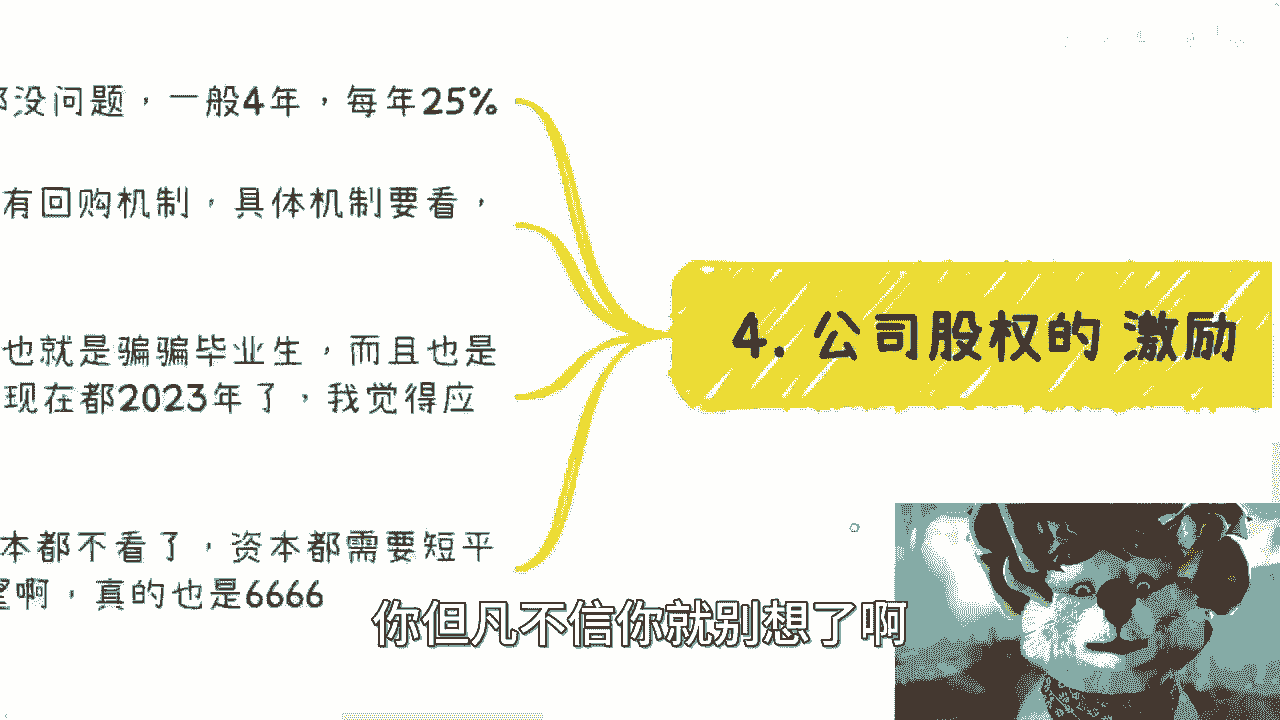 没问题，一般4年，每年25%
有回购机制，具体机制要看，
也就是骗骗毕业生，而且也是
现在都2023年了，我觉得应
本都不看了，资本都需要短平
啊，真的也是6666
4. 公司股权的 激励
你但凡不信你就别想了啊